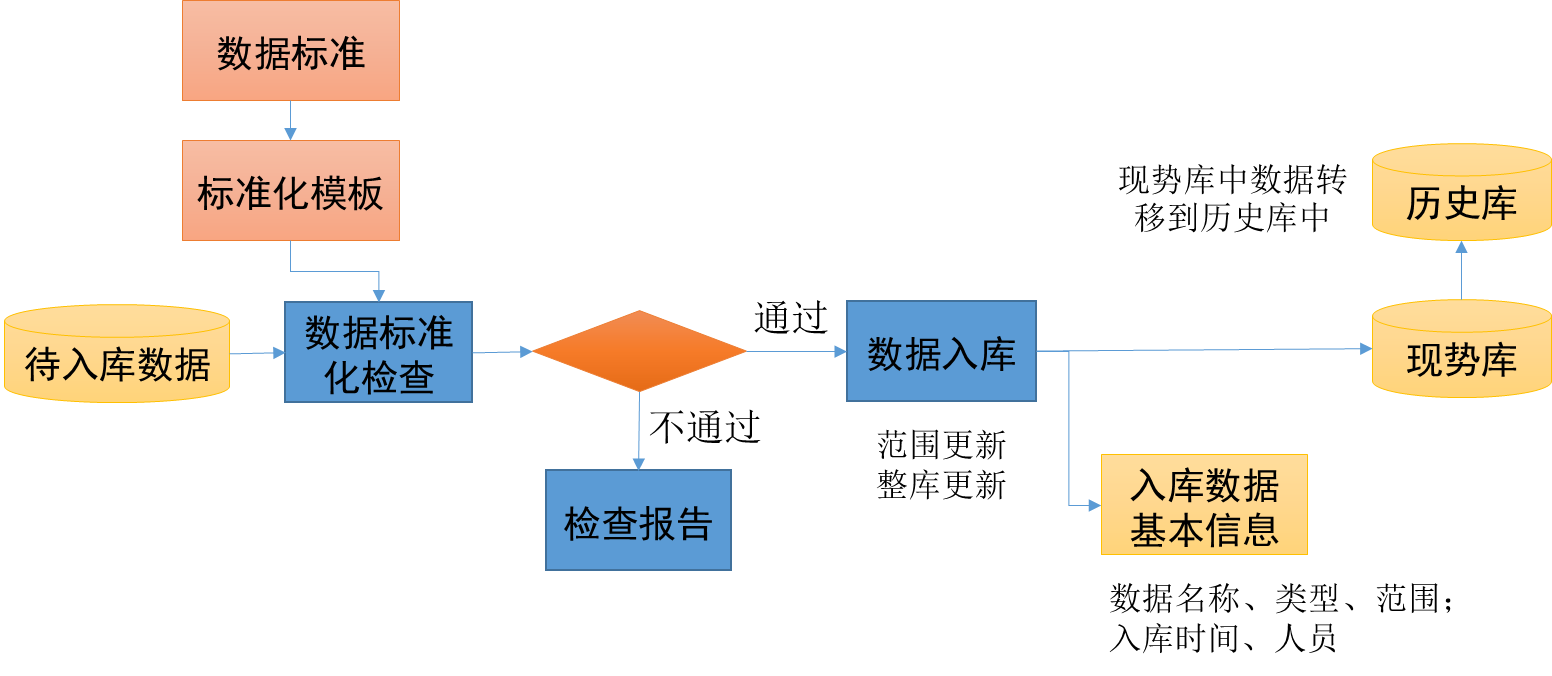 数据标准
标准化模板
现势库中数据转
移到历史库中
历史库
待入库数据
数据标准
化检查
通过
不通过
数据入库
现势库
范围更新
整库更新
检查报告
入库数据
基本信息
数据名称、类型、范围；
入库时间、人员